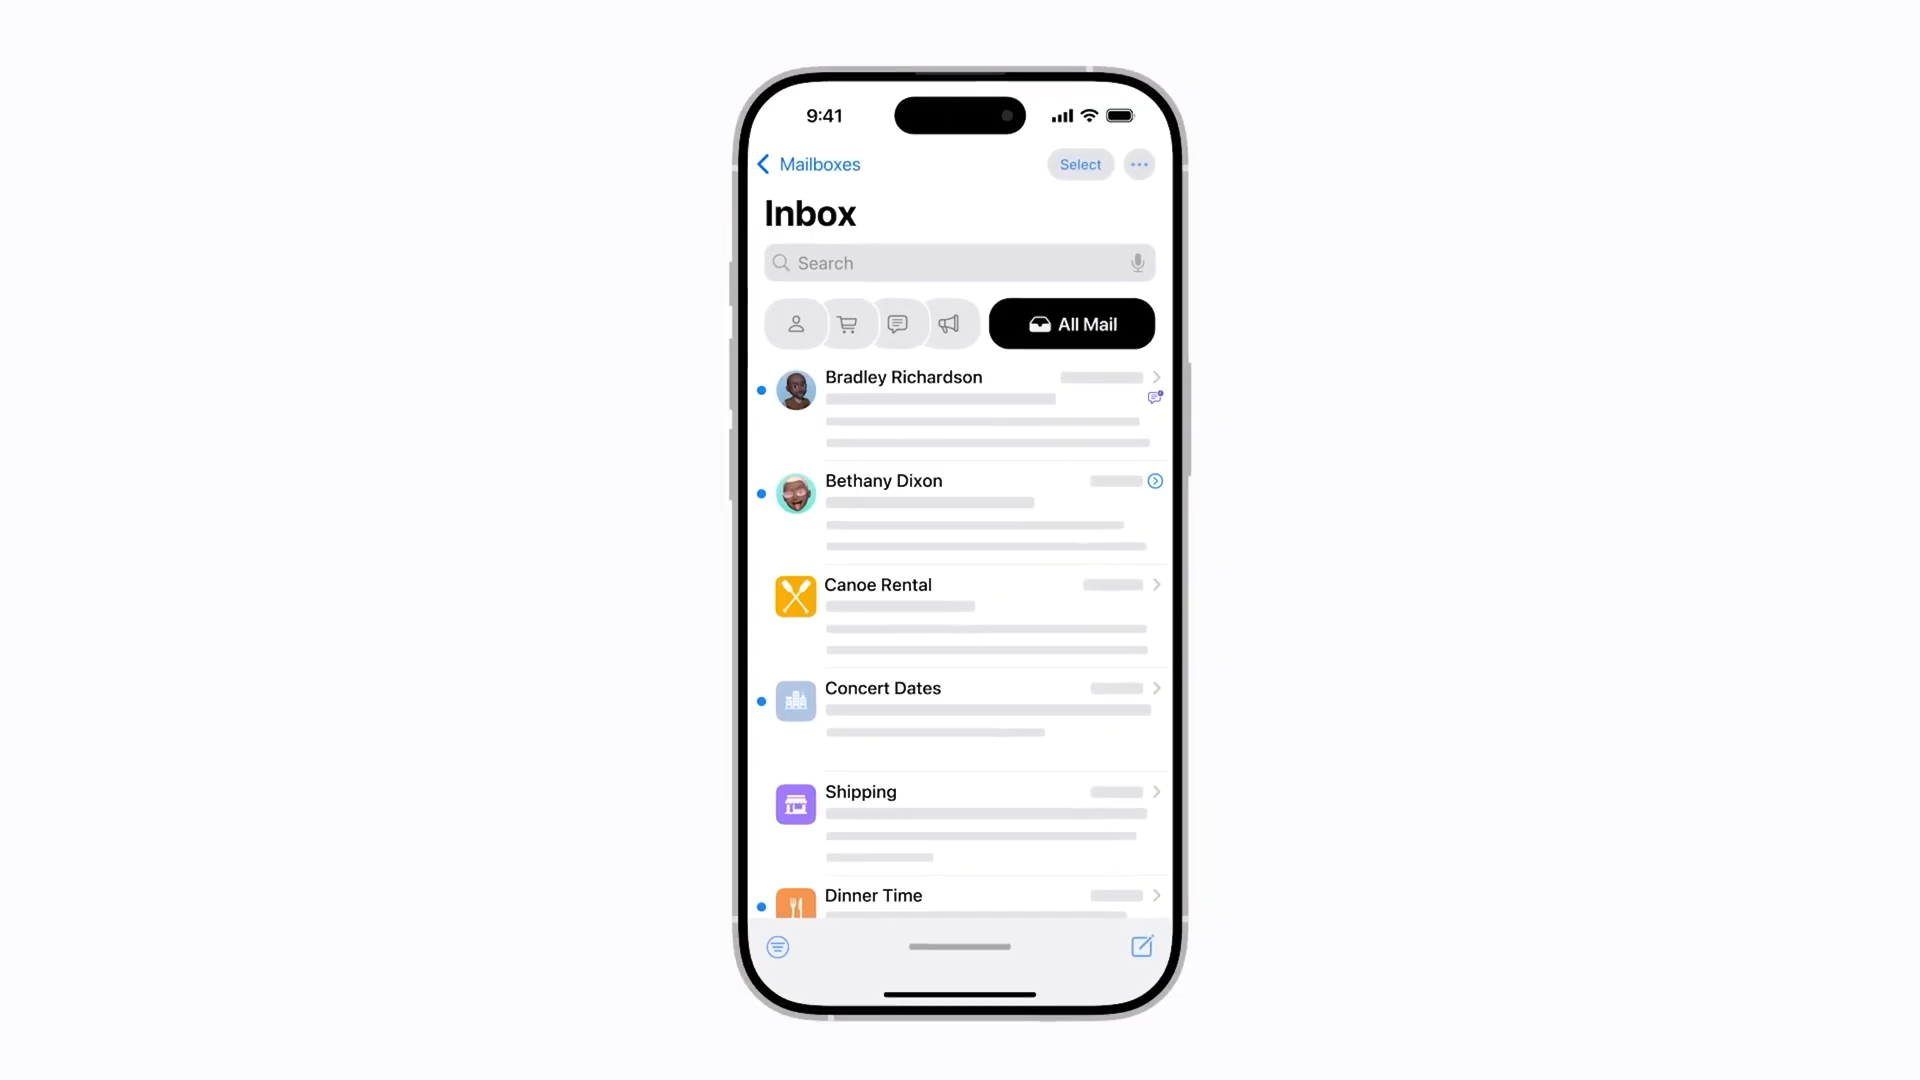 9:41
Mailboxes
Select
Inbox
Search
All Mail
Bradley Richardson
Bethany Dixon
Canoe Rental
Concert Dates
Shipping
Dinner Time